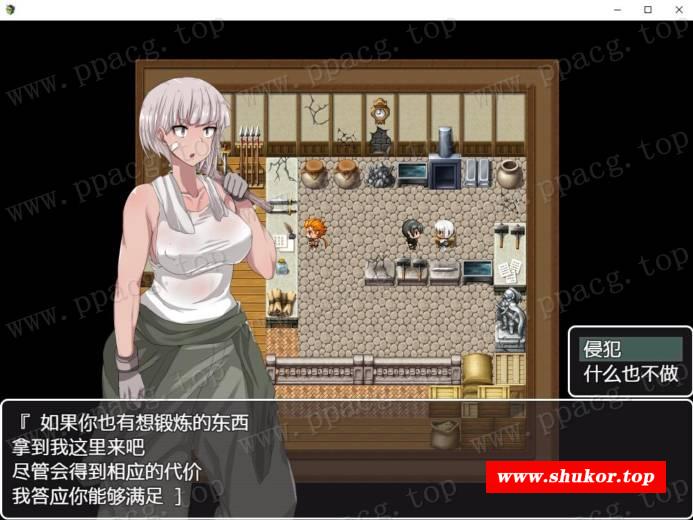 www.ppacg.top
侵犯
什么也不做
『 如果你也有想锻炼的东西
拿到我这里来吧
尽管会得到相应的代价
我答应你能够满足 ]
www.shukor.top